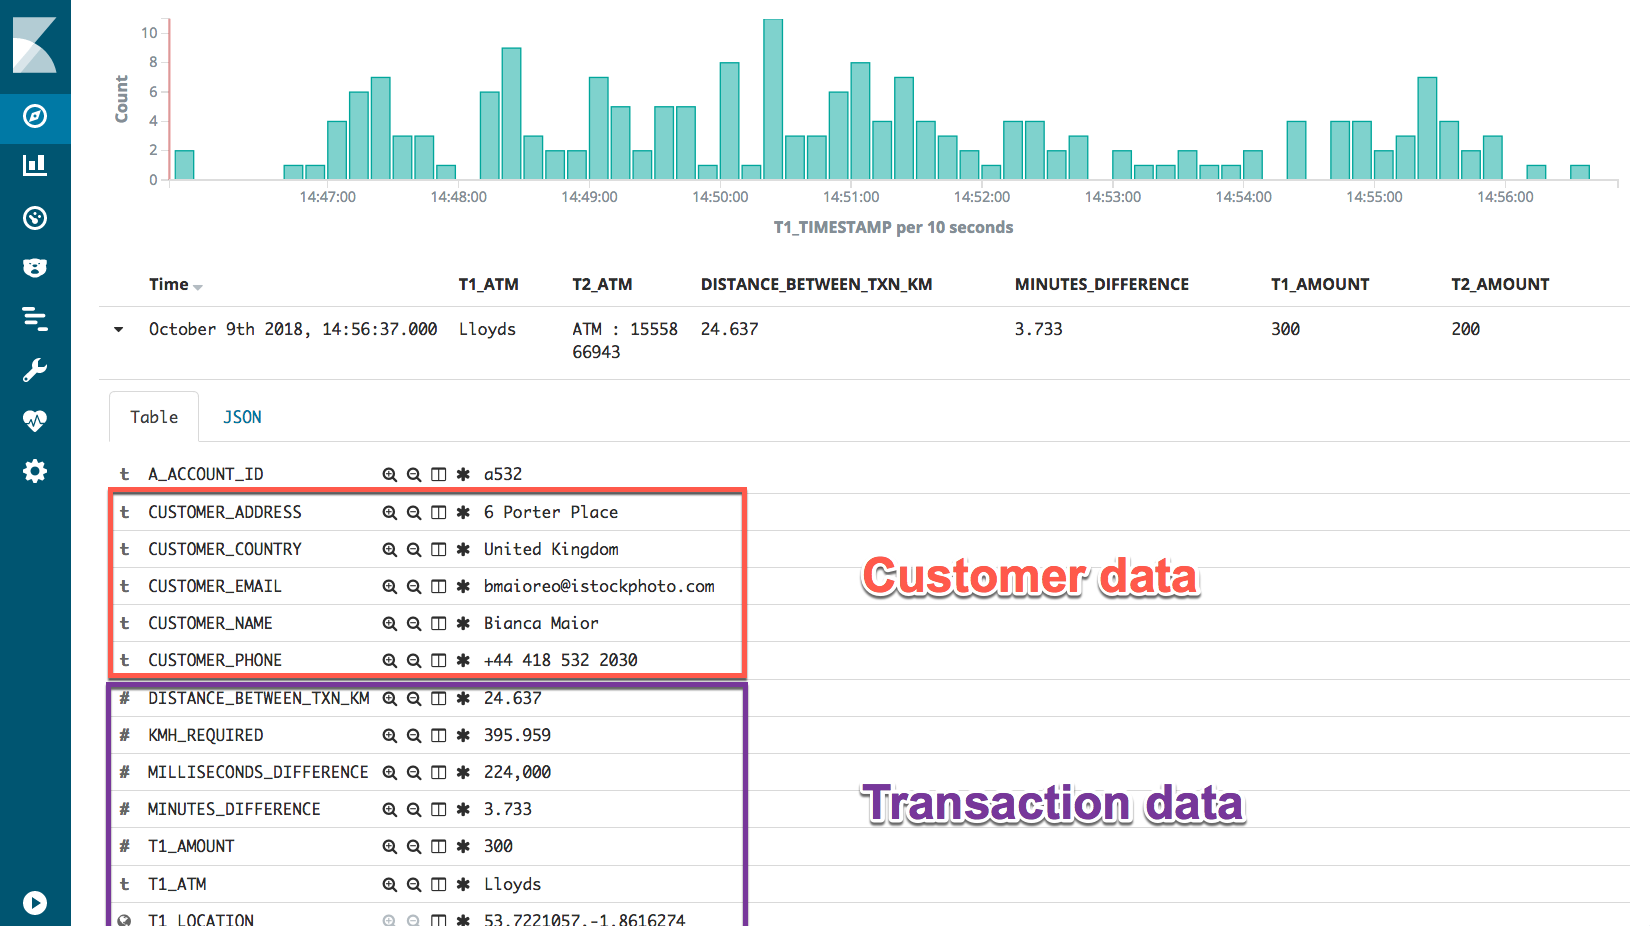 10
8
6
4
2
0
Count
14:47:00 14:48:00 14:49:00 14:50:00 14:51:00 14:52:00 14:53:00 14:54:00 14:55:00 14:56:00
T1_TIMESTAMP per 10 seconds
Time T1_ATM T2_ATM DISTANCE_BETWEEN_TXN_KM MINUTES_DIFFERENCE T1_AMOUNT T2_AMOUNT
October 9th 2018, 14:56:37.000 Lloyds ATM : 15558 24.637 3.733 300 200
66943
Table JSON
t A_ACCOUNT_ID a532
t CUSTOMER_ADDRESS 6 Porter Place
t CUSTOMER_COUNTRY United Kingdom
Customer data
t CUSTOMER_EMAIL bmaioreo@istockphoto.com
t CUSTOMER_NAME Bianca Maior
t CUSTOMER_PHONE +44 418 532 2030
# DISTANCE_BETWEEN_TXN_KM 24.637
# KMH_REQUIRED 395.959
# MILLISECONDS_DIFFERENCE 224,000
Transaction data
# MINUTES_DIFFERENCE 3.733
# T1_AMOUNT 300
t T1_ATM Lloyds
T1_LOCATION 53.7221057,-1.8616274